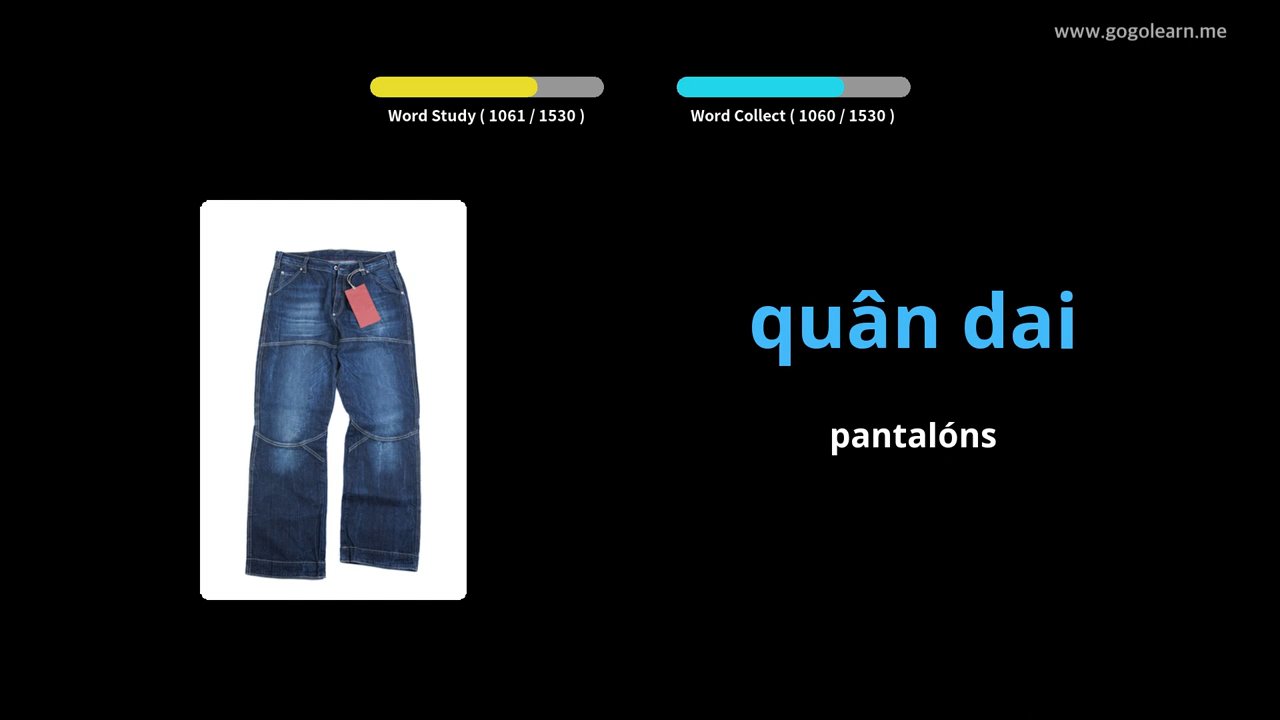 www.gogolearn.me
Word Study ( 1061 / 1530 )
Word Collect ( 1060 / 1530 )
quân dai
pantalóns